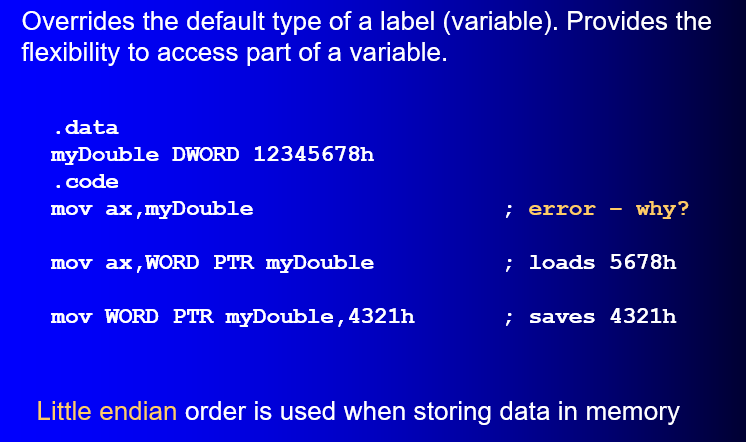 Overrides the default type of a label (variable). Provides the
flexibility to access part of a variable.
.data
myDouble DWORD 12345678h
.code
mov ax,myDouble ; error – why?
mov ax,WORD PTR myDouble ; loads 5678h
mov WORD PTR myDouble,4321h ; saves 4321h
Little endian order is used when storing data in memory